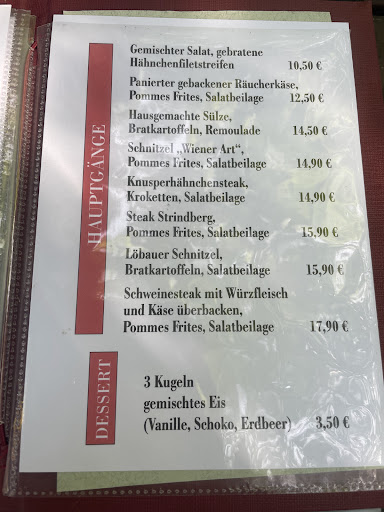 HAUPTGÄNGE
Gemischter Salat, gebratene
Hähnchenfiletstreifen 10,50 €
Panierter gebackener Räucherkäse,
Pommes Frites, Salatbeilage 12,50 €
Hausgemachte Sülze,
Bratkartoffeln, Remoulade 14,50 €
Schnitzel „Wiener Art“,
Pommes Frites, Salatbeilage 14,90 €
Knusperhähnchensteak,
Kroketten, Salatbeilage 14,90 €
Steak Strindberg,
Pommes Frites, Salatbeilage 15,90 €
Löbauer Schnitzel,
Bratkartoffeln, Salatbeilage 15,90 €
Schweinesteak mit Würzfleisch
und Käse überbacken,
Pommes Frites, Salatbeilage 17,90 €
DESSERT
3 Kugeln
gemischtes Eis
(Vanille, Schoko, Erdbeer) 3,50 €